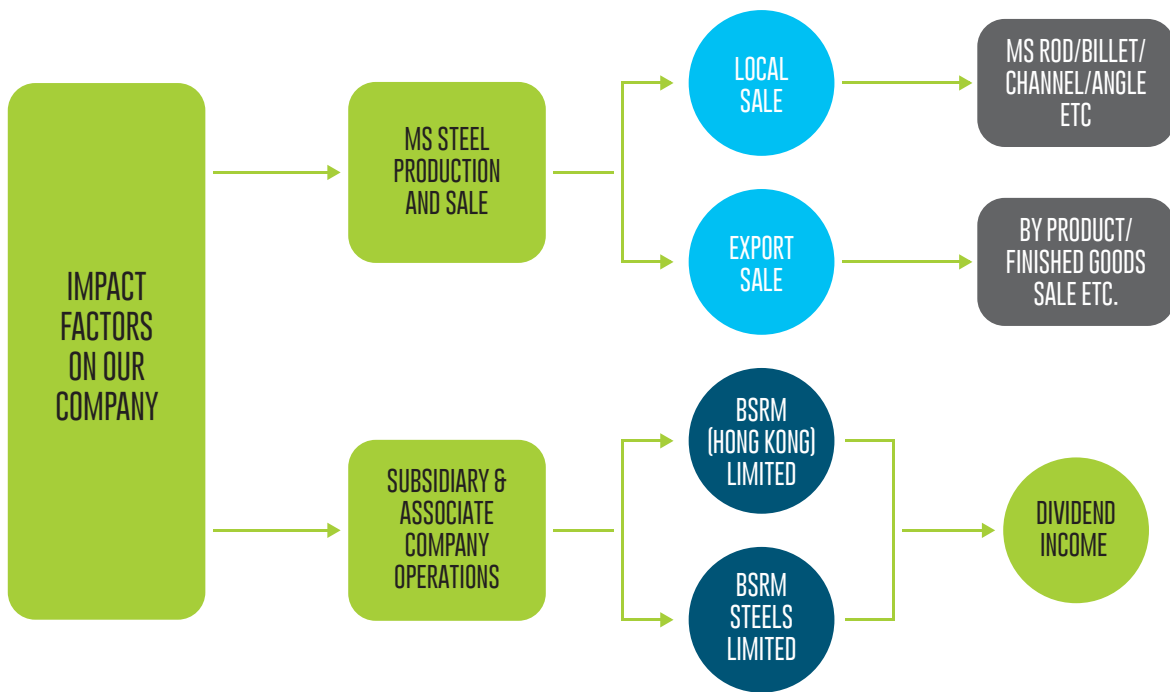 IMPACT
FACTORS
ON OUR
COMPANY
MS STEEL
PRODUCTION
AND SALE
LOCAL
SALE
MS ROD/BILLET/
CHANNEL/ANGLE
ETC
EXPORT
SALE
BY PRODUCT/
FINISHED GOODS
SALE ETC.
SUBSIDIARY &
ASSOCIATE
COMPANY
OPERATIONS
BSRM
(HONG KONG)
LIMITED
BSRM
STEELS
LIMITED
DIVIDEND
INCOME